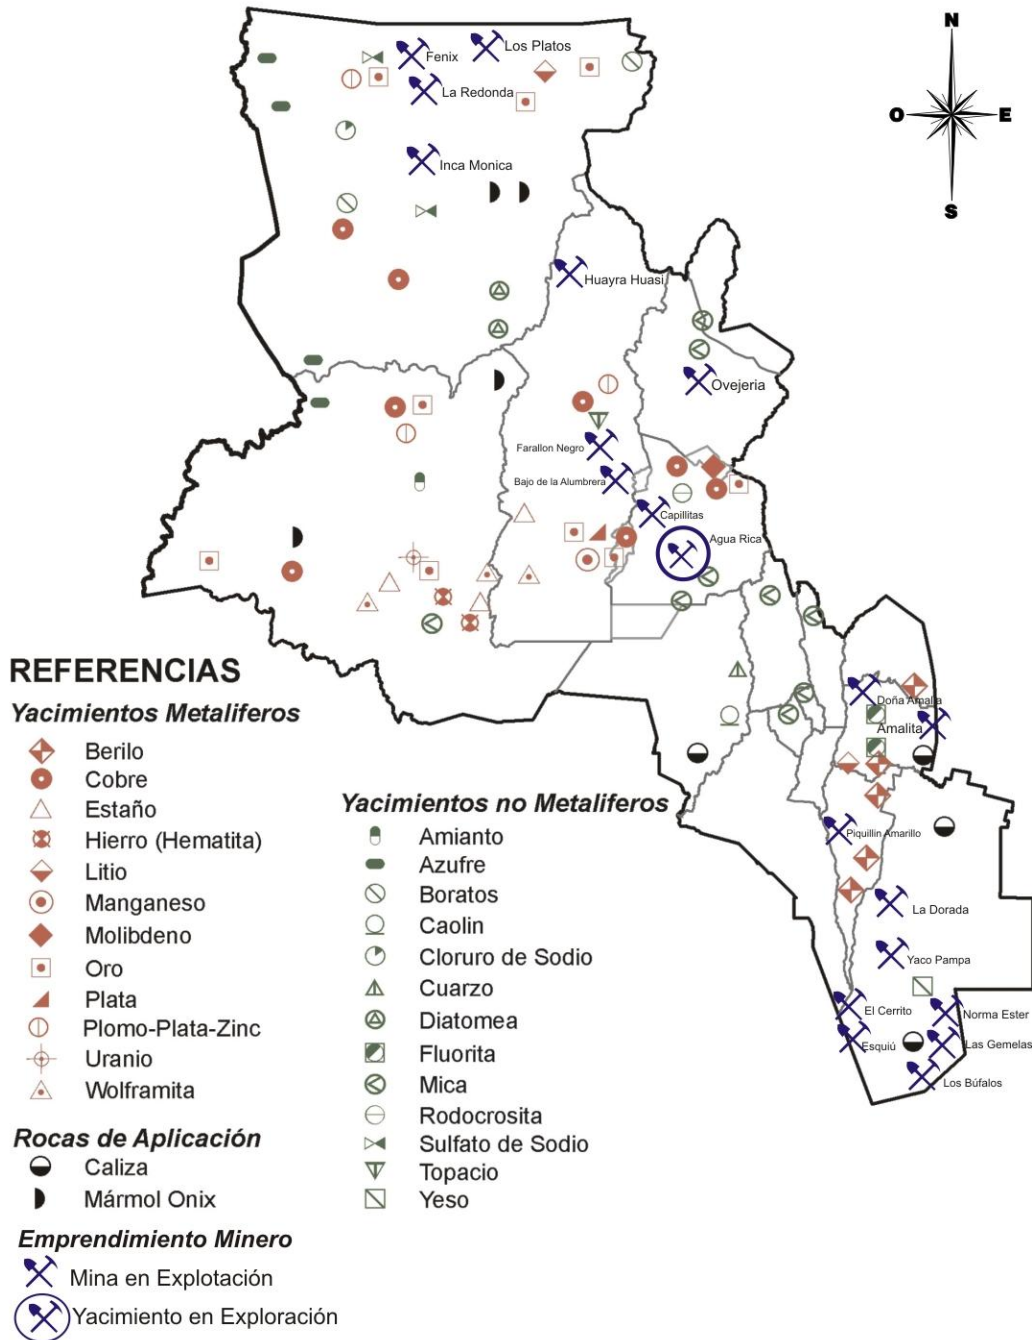 N
O
E
S
Los Platos
Fenix
La Redonda
Inca Monica
Huayra Huasi
Ovejeria
Farallon Negro
Bajo de la Alumbrera
Capillitas
Agua Rica
Doña Amalia
Amalita
Piquillin Amarillo
La Dorada
Yaco Pampa
El Cerrito
Norma Ester
Esquiú
Las Gemelas
Los Búfalos
REFERENCIAS
Yacimientos Metaliferos
Berilo
Cobre
Estaño
Hierro (Hematita)
Litio
Manganeso
Molibdeno
Oro
Plata
Plomo-Plata-Zinc
Uranio
Wolframita
Rocas de Aplicación
Caliza
Mármol Onix
Emprendimiento Minero
Mina en Explotación
Yacimiento en Exploración
Yacimientos no Metaliferos
Amianto
Azufre
Boratos
Caolin
Cloruro de Sodio
Cuarzo
Diatomea
Fluorita
Mica
Rodocrosita
Sulfato de Sodio
Topacio
Yeso